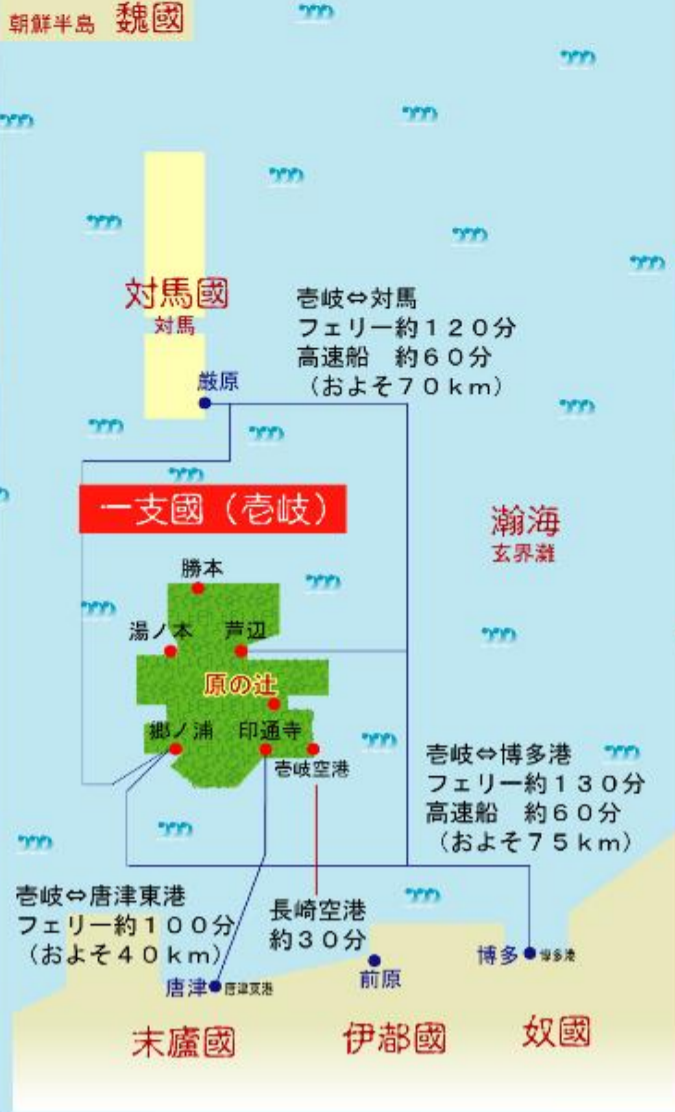 朝鮮半島 魏國
対馬國
対馬
壱岐⇔対馬
フェリー約120分
高速船 約60分
（およそ70km）
厳原
一支國（壱岐）
瀚海
玄界灘
勝本
湯ノ本
芦辺
原の辻
郷ノ浦
印通寺
壱岐空港
壱岐⇔博多港
フェリー約130分
高速船 約60分
（およそ75km）
壱岐⇔唐津東港
フェリー約100分
（およそ40km）
長崎空港
約30分
博多
博多港
前原
唐津
唐津東港
末廬國
伊都國
奴國